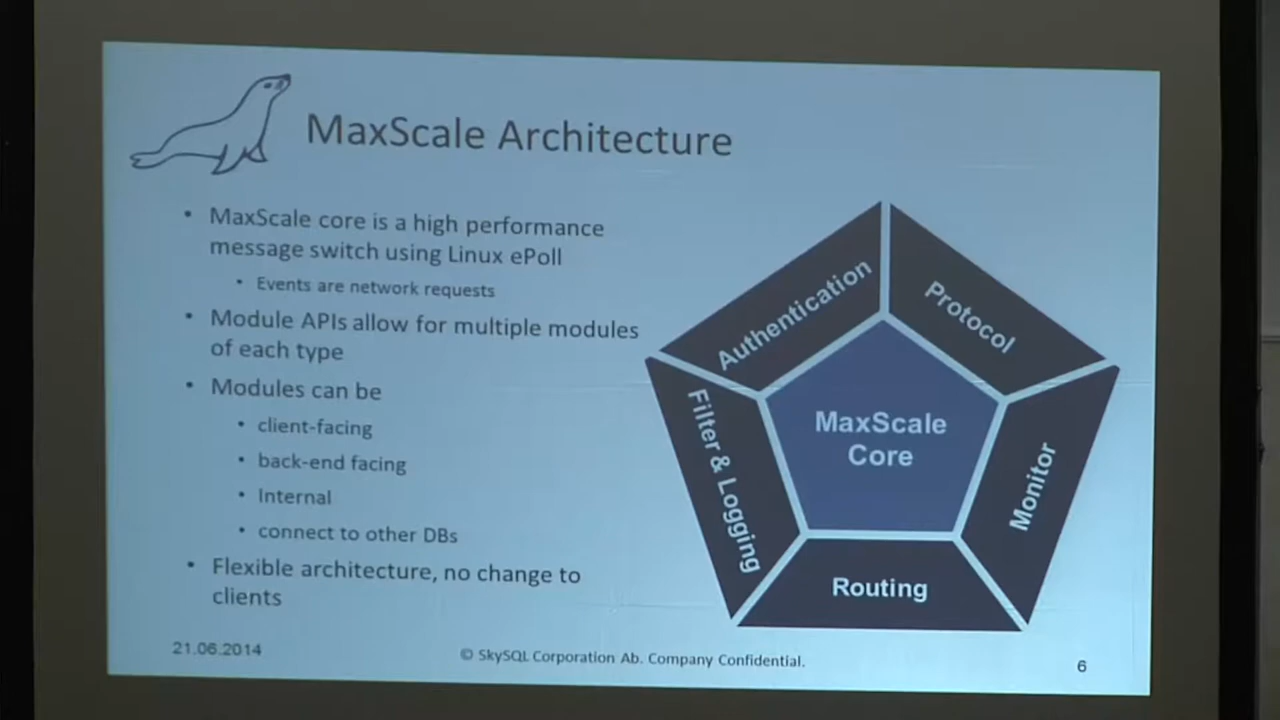 MaxScale Architecture
• MaxScale core is a high performance
message switch using Linux ePoll
• Events are network requests
• Module APIs allow for multiple modules
of each type
• Modules can be
• client-facing
• back-end facing
• Internal
• connect to other DBs
• Flexible architecture, no change to
clients
Authentication
Protocol
Filter & Logging
MaxScale
Core
Monitor
Routing
21.06.2014
© SkySQL Corporation Ab. Company Confidential.
6